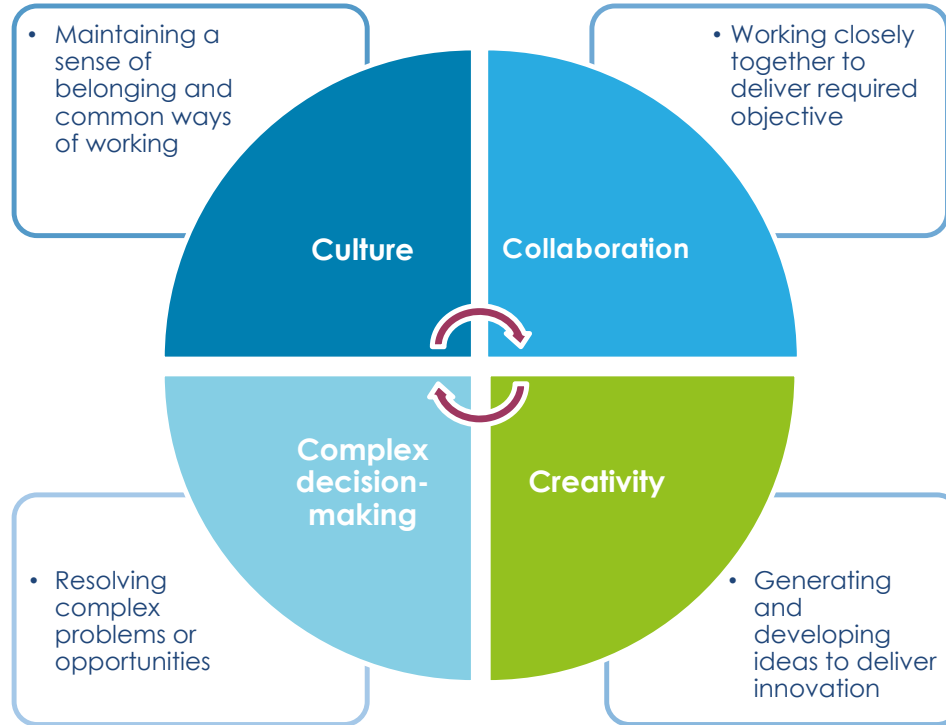 • Maintaining a
sense of
belonging and
common ways
of working
• Working closely
together to
deliver required
objective
Culture
Collaboration
Complex
decision-
making
Creativity
• Resolving
complex
problems or
opportunities
• Generating
and
developing
ideas to deliver
innovation